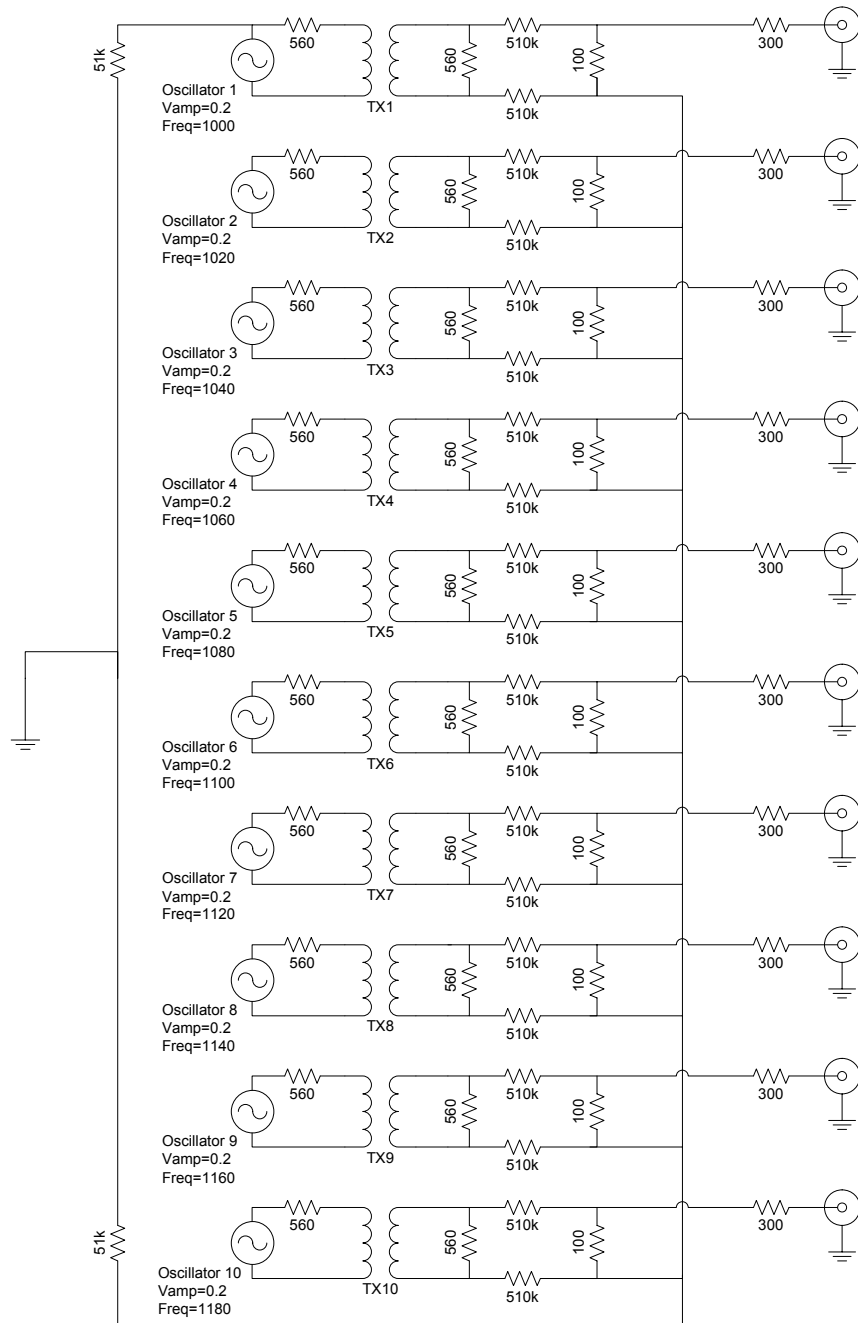 51k
560
560
510k
510k
100
300
Oscillator 1
Vamp=0.2
Freq=1000
TX1
560
560
510k
510k
100
300
Oscillator 2
Vamp=0.2
Freq=1020
TX2
560
560
510k
510k
100
300
Oscillator 3
Vamp=0.2
Freq=1040
TX3
560
560
510k
510k
100
300
Oscillator 4
Vamp=0.2
Freq=1060
TX4
560
560
510k
510k
100
300
Oscillator 5
Vamp=0.2
Freq=1080
TX5
560
560
510k
510k
100
300
Oscillator 6
Vamp=0.2
Freq=1100
TX6
560
560
510k
510k
100
300
Oscillator 7
Vamp=0.2
Freq=1120
TX7
560
560
510k
510k
100
300
Oscillator 8
Vamp=0.2
Freq=1140
TX8
560
560
510k
510k
100
300
Oscillator 9
Vamp=0.2
Freq=1160
TX9
51k
560
560
510k
510k
100
300
Oscillator 10
Vamp=0.2
Freq=1180
TX10